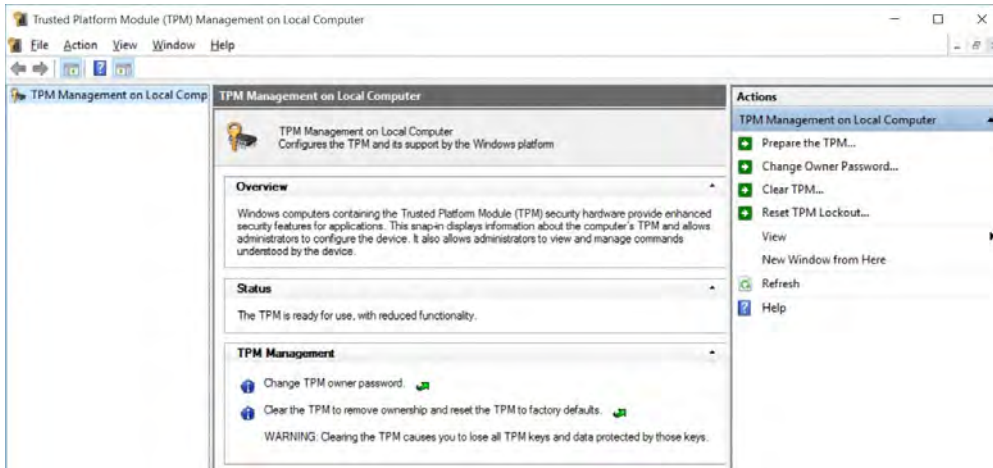 Trusted Platform Module (TPM) Management on Local Computer
File Action View Window Help
TPM Management on Local Comp
TPM Management on Local Computer
TPM Management on Local Computer
Configures the TPM and its support by the Windows platform
Overview
Windows computers containing the Trusted Platform Module (TPM) security hardware provide enhanced
security features for applications. This snap-in displays information about the computer's TPM and allows
administrators to configure the device. It also allows administrators to view and manage commands
understood by the device.
Status
The TPM is ready for use, with reduced functionality.
TPM Management
Change TPM owner password.
Clear the TPM to remove ownership and reset the TPM to factory defaults.
WARNING: Clearing the TPM causes you to lose all TPM keys and data protected by those keys.
Actions
TPM Management on Local Computer
Prepare the TPM...
Change Owner Password...
Clear TPM...
Reset TPM Lockout...
View
New Window from Here
Refresh
Help